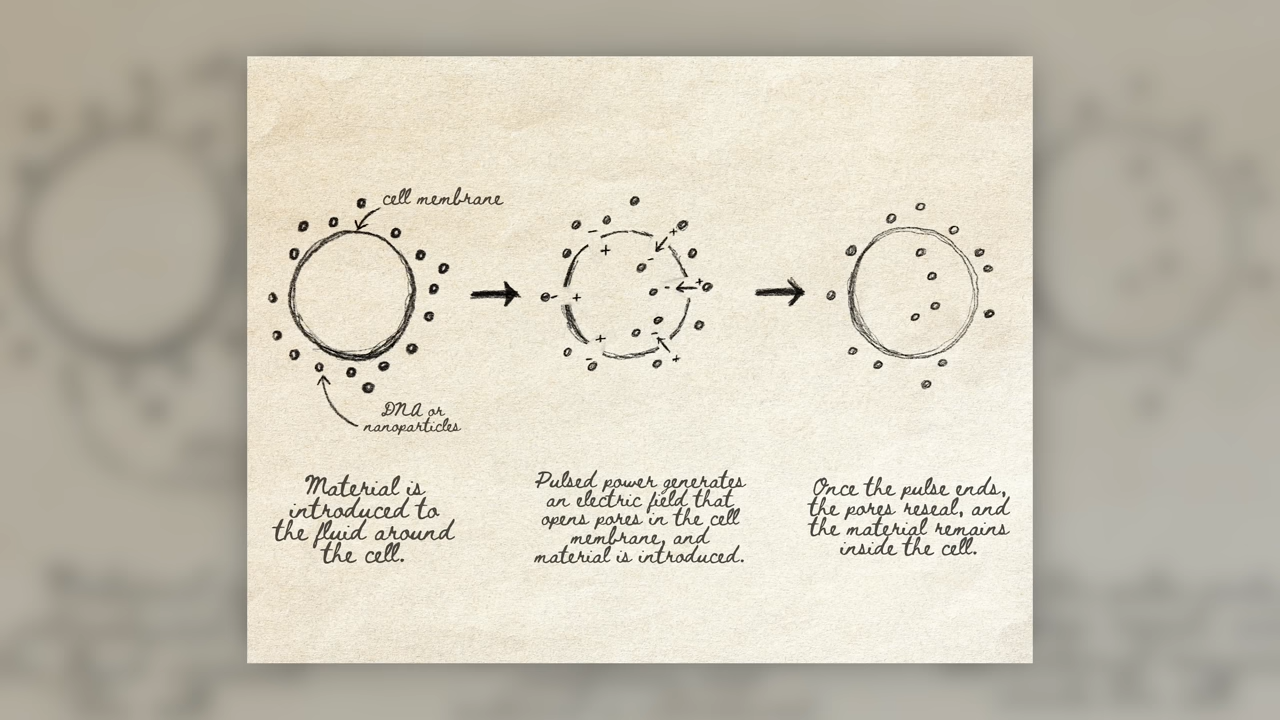 cell membrane
DNA or
nanoparticles
Material is
introduced to
the fluid around
the cell.
Pulsed power generates
an electric field that
opens pores in the cell
membrane, and
material is introduced.
Once the pulse ends,
the pores reseal, and
the material remains
inside the cell.